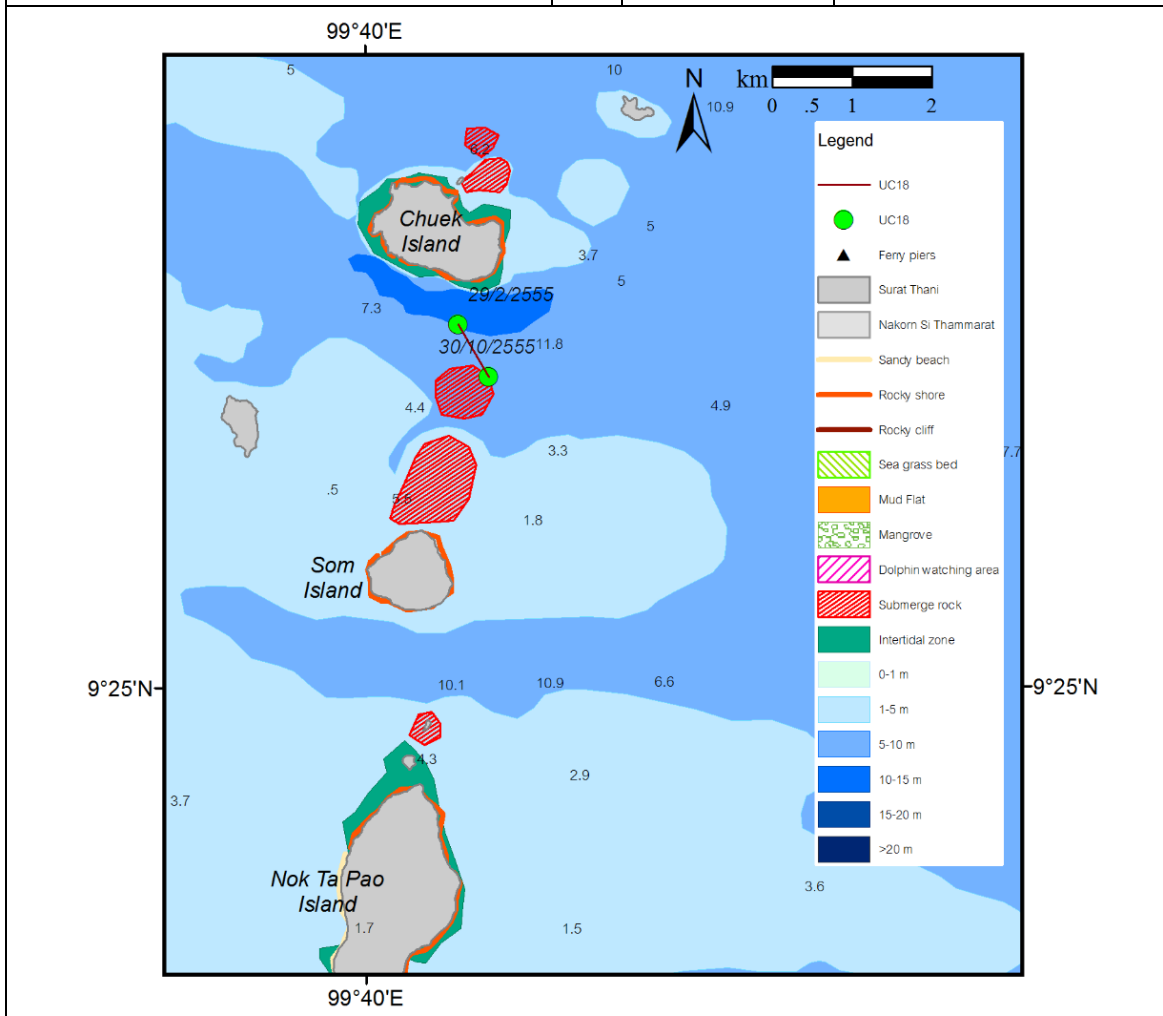 99°40'E
5
10
N
km
0 .5 1 2
10.9
Legend
6.2
UC18
UC18
Ferry piers
Surat Thani
Nakorn Si Thammarat
Sandy beach
Rocky shore
Rocky cliff
Sea grass bed
Mud Flat
Mangrove
Dolphin watching area
Submerge rock
Intertidal zone
0-1 m
1-5 m
5-10 m
10-15 m
15-20 m
>20 m
Chuek
Island
5
3.7
5
29/2/2555
7.3
30/10/2555
11.8
4.4
4.9
3.3
7.7
.5
5.5
1.8
Som
Island
9°25'N
10.1
10.9
6.6
9°25'N
4.3
2.9
3.7
Nok Ta Pao
Island
3.6
1.7
1.5
99°40'E